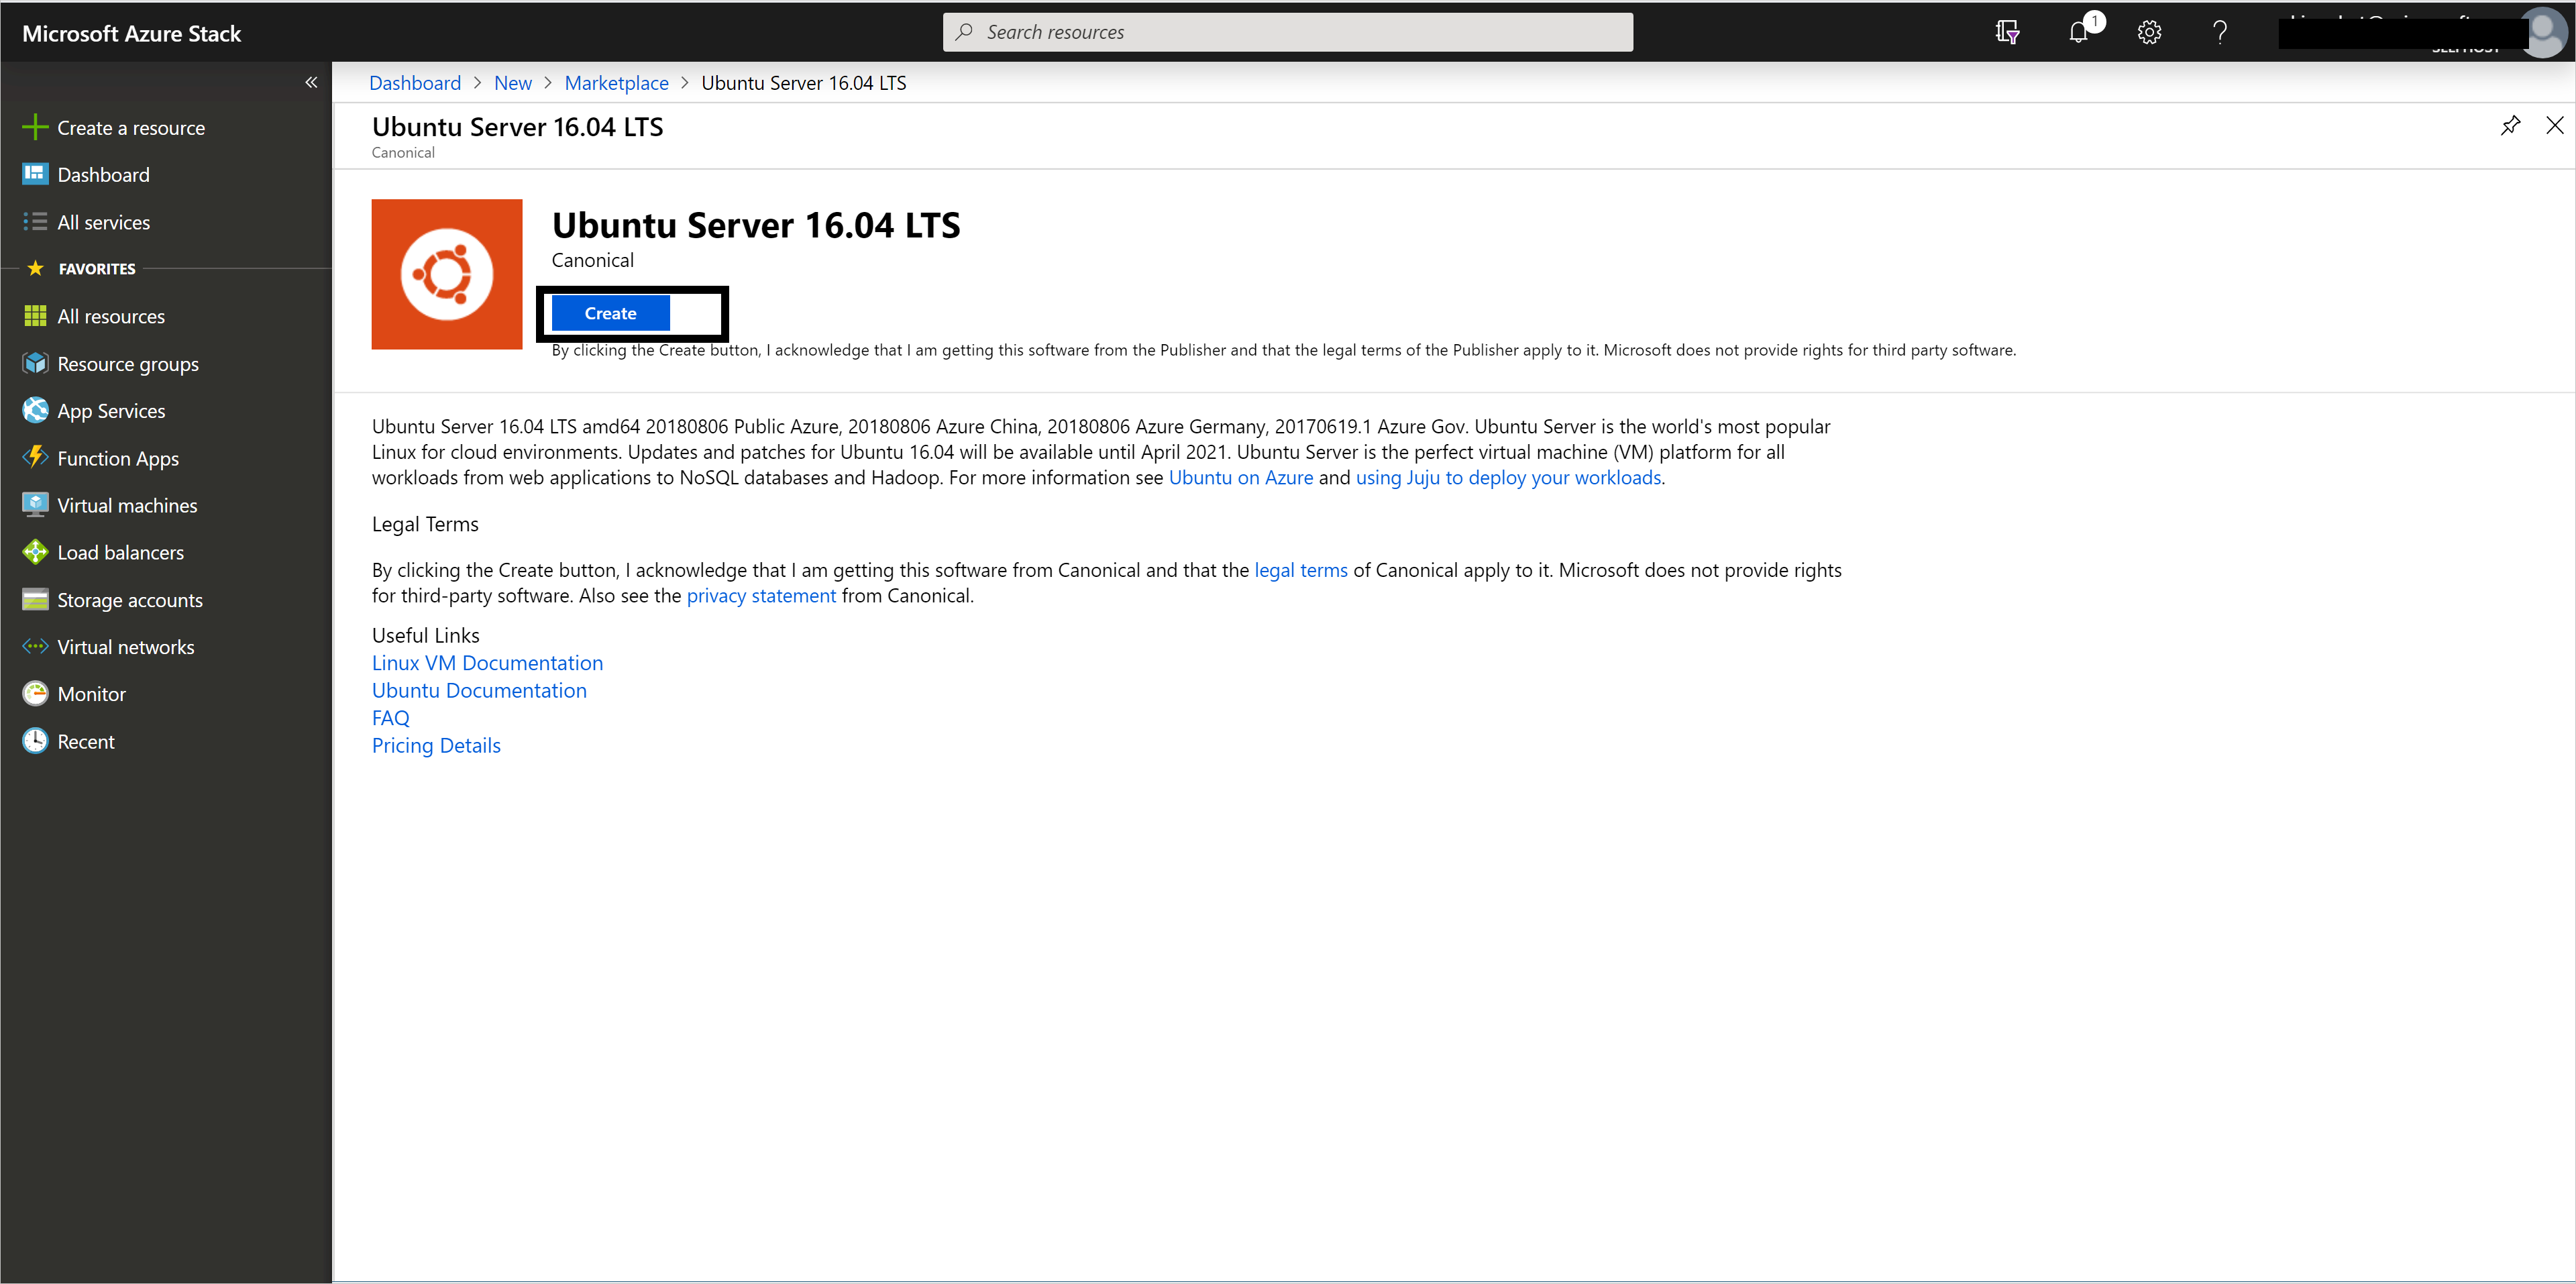 Microsoft Azure Stack
Search resources
1
Dashboard > New > Marketplace > Ubuntu Server 16.04 LTS
Create a resource
Dashboard
All services
FAVORITES
All resources
Resource groups
App Services
Function Apps
Virtual machines
Load balancers
Storage accounts
Virtual networks
Monitor
Recent
Ubuntu Server 16.04 LTS
Canonical
Ubuntu Server 16.04 LTS
Canonical
Create
By clicking the Create button, I acknowledge that I am getting this software from the Publisher and that the legal terms of the Publisher apply to it. Microsoft does not provide rights for third party software.
Ubuntu Server 16.04 LTS amd64 20180806 Public Azure, 20180806 Azure China, 20180806 Azure Germany, 20170619.1 Azure Gov. Ubuntu Server is the world's most popular
Linux for cloud environments. Updates and patches for Ubuntu 16.04 will be available until April 2021. Ubuntu Server is the perfect virtual machine (VM) platform for all
workloads from web applications to NoSQL databases and Hadoop. For more information see Ubuntu on Azure and using Juju to deploy your workloads.
Legal Terms
By clicking the Create button, I acknowledge that I am getting this software from Canonical and that the legal terms of Canonical apply to it. Microsoft does not provide rights
for third-party software. Also see the privacy statement from Canonical.
Useful Links
Linux VM Documentation
Ubuntu Documentation
FAQ
Pricing Details